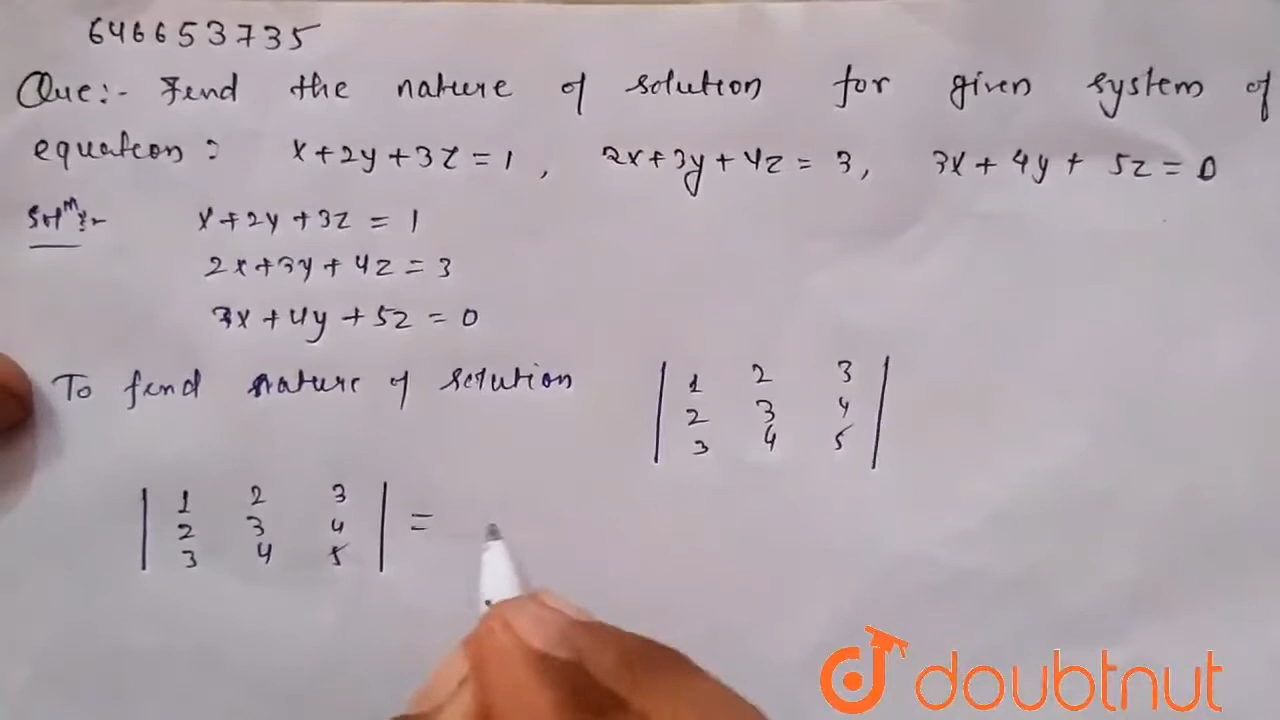 646653735
Que:- Find the nature of solution for given system of
equation: x+2y+3z=1, 2x+3y+4z=3, 3x+4y+5z=0
Solⁿ:- x+2y+3z=1
2x+3y+4z=3
3x+4y+5z=0
To find nature of solution
| 1 2 3 |
| 2 3 4 |
| 3 4 5 |
| 1 2 3 |
| 2 3 4 | =
| 3 4 5 |
doubtnut